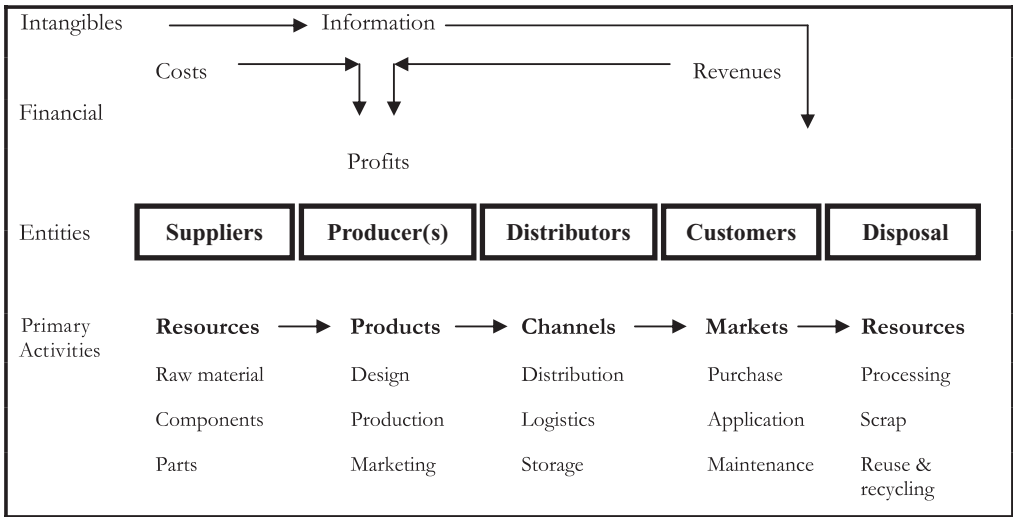 Intangibles Information
Costs Revenues
Financial
Profits
Entities Suppliers Producer(s) Distributors Customers Disposal
Primary Activities Resources Products Channels Markets Resources
Raw material Design Distribution Purchase Processing
Components Production Logistics Application Scrap
Parts Marketing Storage Maintenance Reuse &
recycling